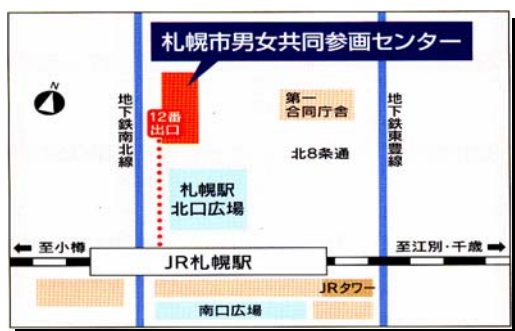 札幌市男女共同参画センター
N
地下鉄南北線
12番
出口
第一
合同庁舎
地下鉄東豊線
北8条通
札幌駅
北口広場
⬅ 至小樽
至江別・千歳 ➡
JR札幌駅
JRタワー
南口広場